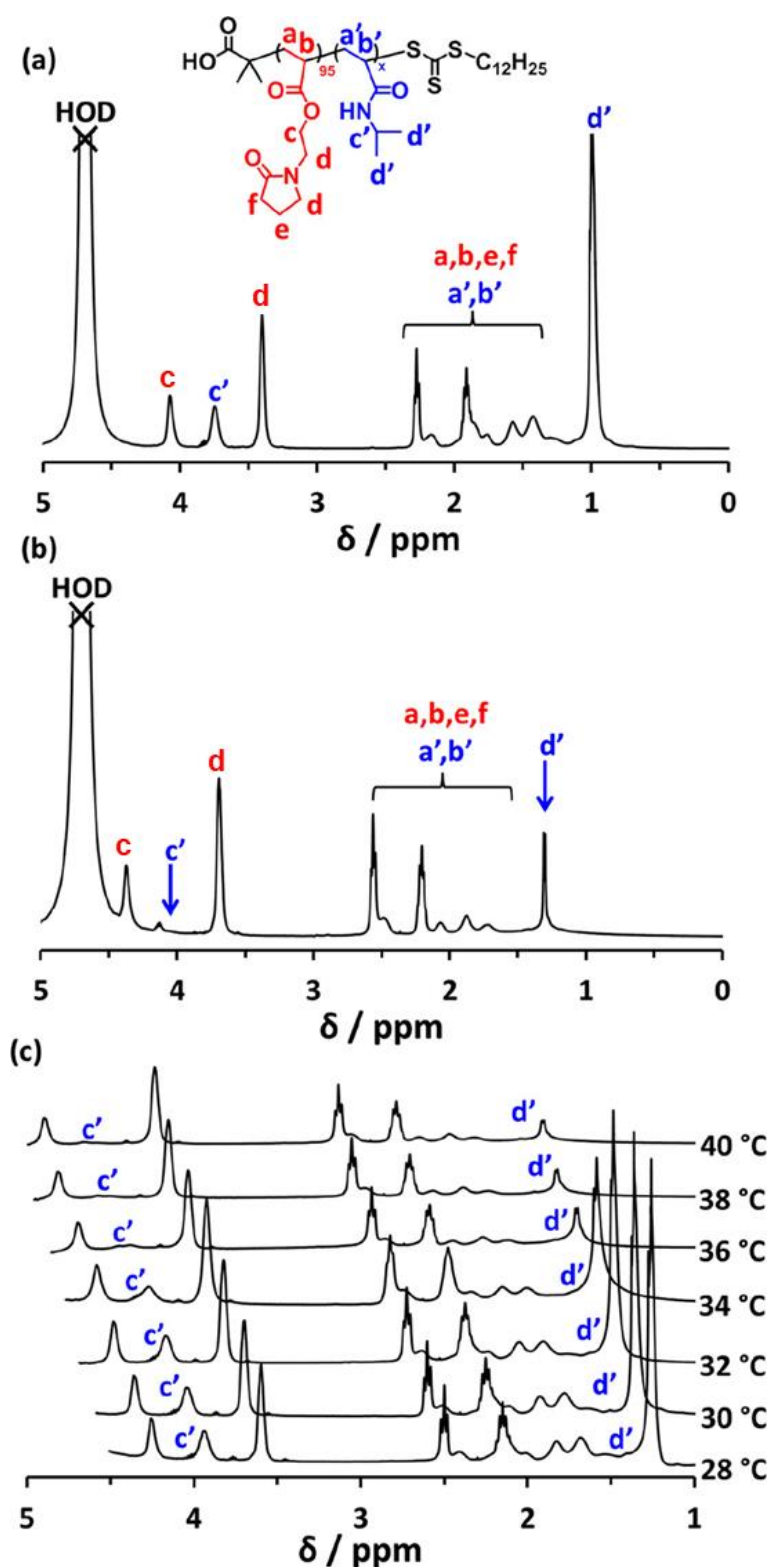 (a)
O
HO
a
b
95
a'
b'
x
S
S
C12H25
S
O
O
c
d
O
N
d
e
f
O
HN
c'
d'
d'
HOD
d'
c
c'
d
a,b,e,f
a',b'
5 4 3 2 1 0
δ / ppm
(b)
HOD
c
c'
d
a,b,e,f
a',b'
d'
5 4 3 2 1 0
δ / ppm
(c)
c' d' 40 °C
c' d' 38 °C
c' d' 36 °C
c' d' 34 °C
c' d' 32 °C
c' d' 30 °C
c' d' 28 °C
5 4 3 2 1
δ / ppm